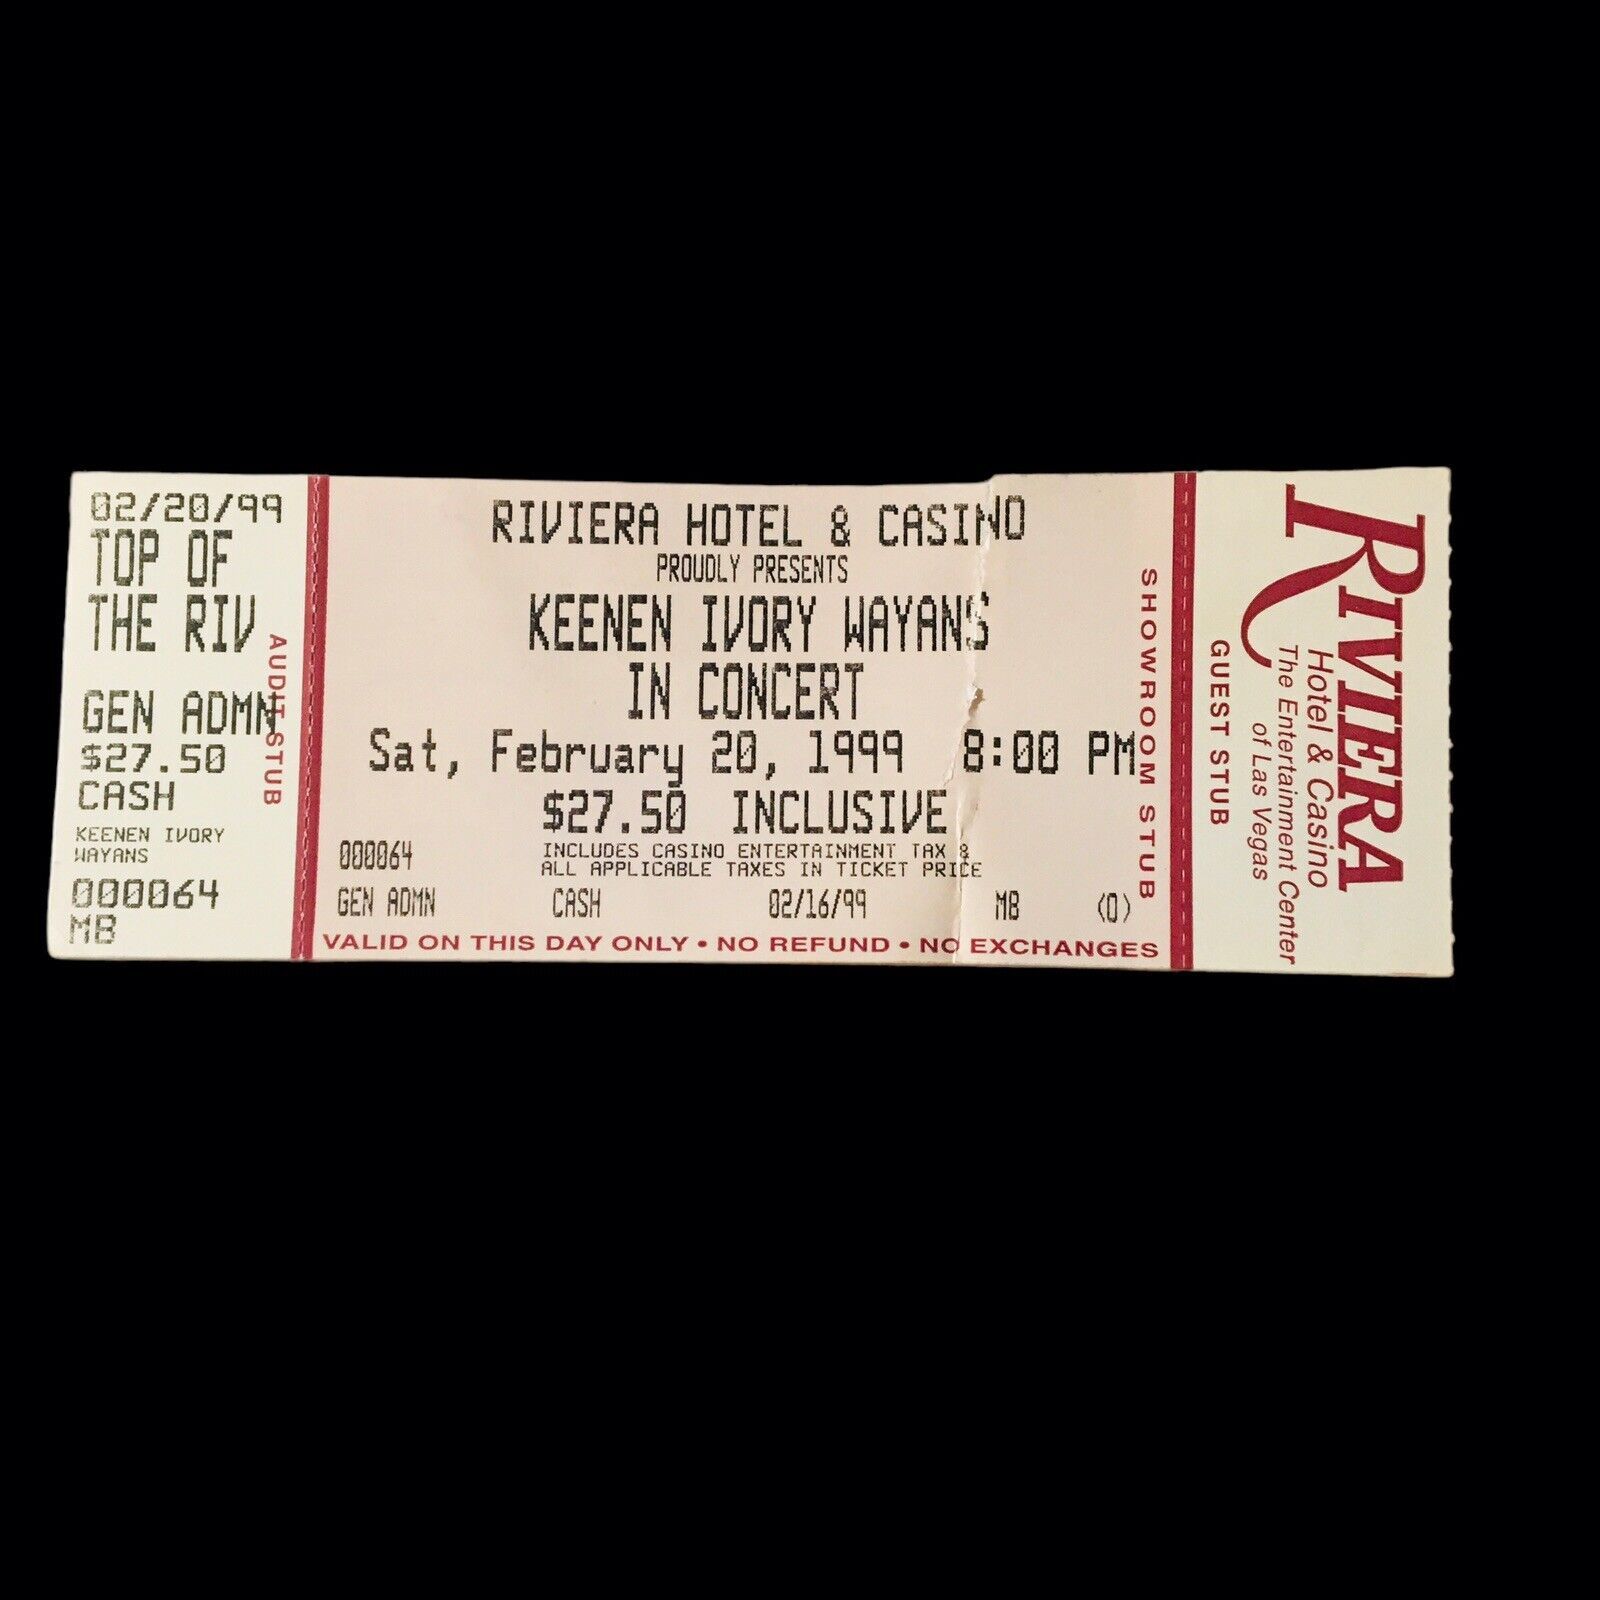 02/20/99
TOP OF
THE RIV
GEN ADMN
$27.50
CASH
KEENEN IVORY
WAYANS
000064
MB
AUDIT STUB
RIVIERA HOTEL & CASINO
PROUDLY PRESENTS
KEENEN IVORY WAYANS
IN CONCERT
Sat, February 20, 1999 8:00 PM
$27.50 INCLUSIVE
000064
INCLUDES CASINO ENTERTAINMENT TAX &
ALL APPLICABLE TAXES IN TICKET PRICE
GEN ADMN CASH 02/16/99 MB (0)
VALID ON THIS DAY ONLY • NO REFUND • NO EXCHANGES
SHOWROOM STUB
RIVIERA
Hotel & Casino
The Entertainment Center
of Las Vegas
GUEST STUB